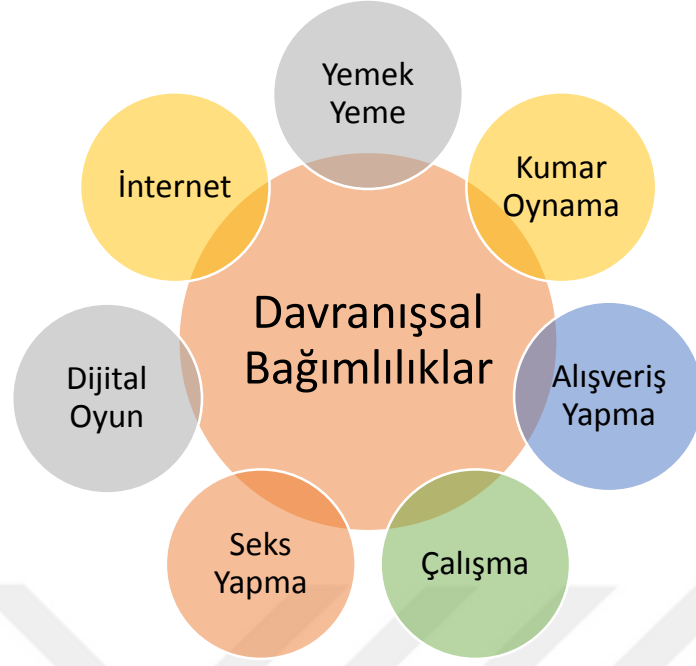 Yemek
Yeme
Kumar
Oynama
Alışveriş
Yapma
Çalışma
Seks
Yapma
Dijital
Oyun
İnternet
Davranışsal
Bağımlılıklar